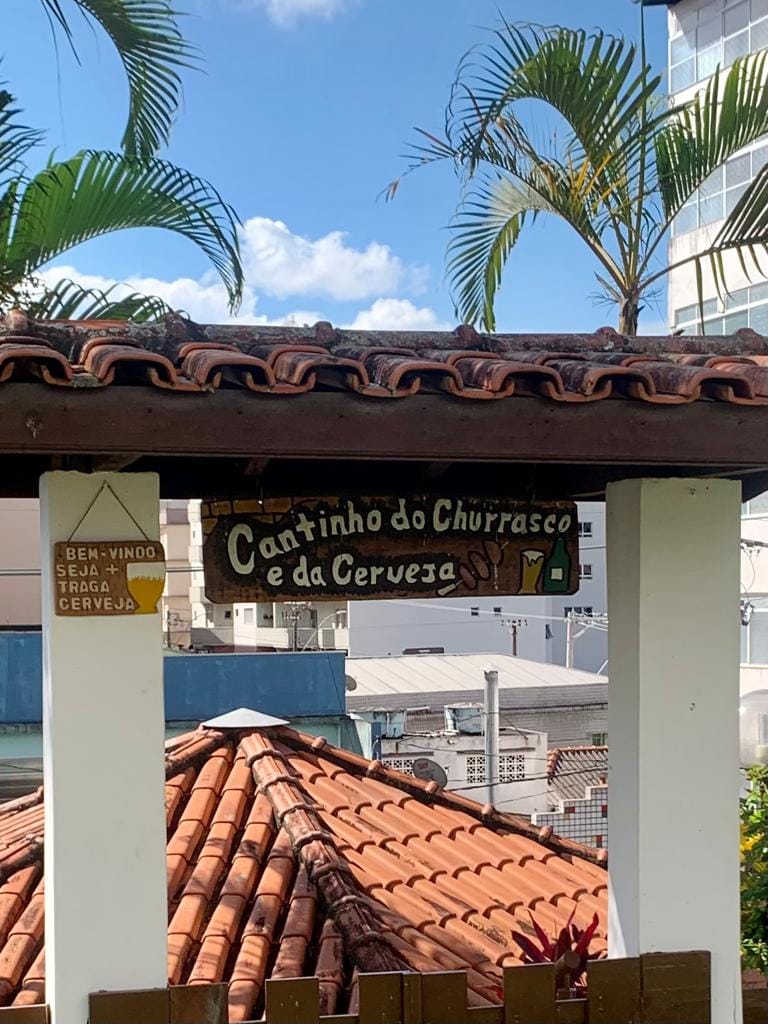 BEM-VINDO
SEJA +
TRAGA
CERVEJA
Cantinho do Churrasco
e da Cerveja